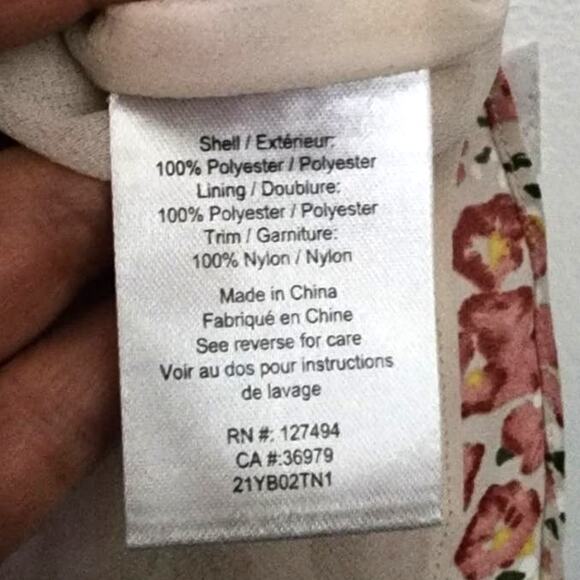 Shell / Extérieur:
100% Polyester / Polyester
Lining / Doublure:
100% Polyester / Polyester
Trim / Garniture:
100% Nylon / Nylon
Made in China
Fabriqué en Chine
See reverse for care
Voir au dos pour instructions
de lavage
RN #: 127494
CA #:36979
21YB02TN1